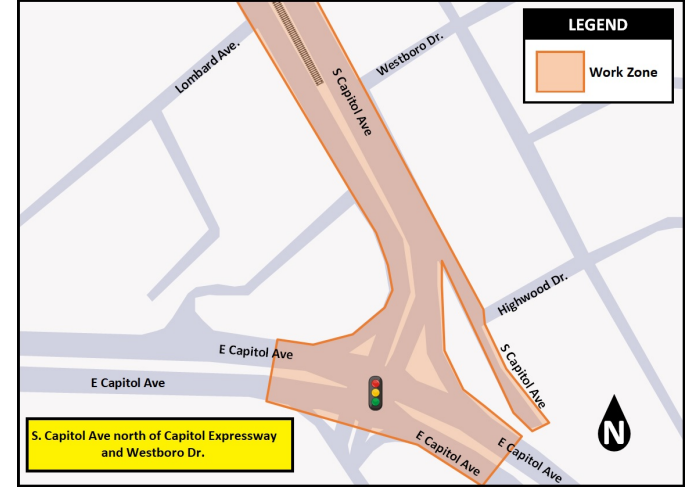 LEGEND
Work Zone
Lombard Ave.
Westboro Dr.
S Capitol Ave
Highwood Dr.
S Capitol Ave
E Capitol Ave
E Capitol Ave
E Capitol Ave
E Capitol Ave
S. Capitol Ave north of Capitol Expressway
and Westboro Dr.
N